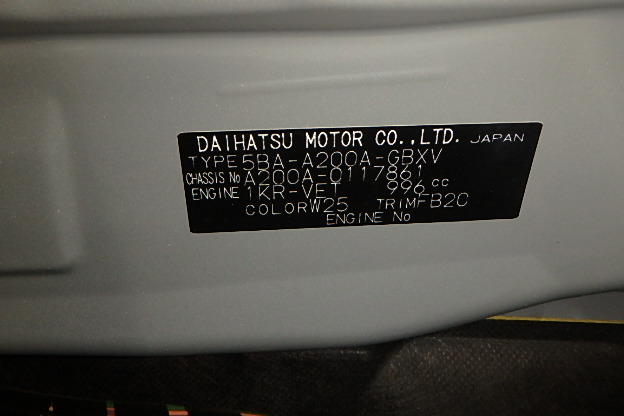 DAIHATSU MOTOR CO.,LTD. JAPAN
TYPE 5BA-A200A-GBXV
CHASSIS No A200A-0117861
ENGINE 1KR-VET 996 cc
COLOR W25 TRIM FB20
ENGINE No